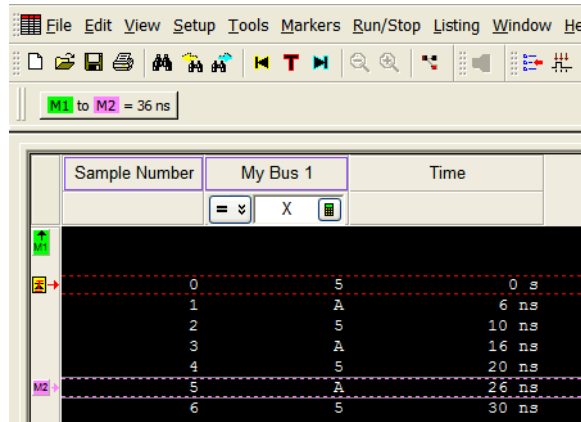 File Edit View Setup Tools Markers Run/Stop Listing Window He
T
M1 to M2 = 36 ns
Sample Number My Bus 1 Time
= X
M1
0 5 0 s
1 A 6 ns
2 5 10 ns
3 A 16 ns
4 5 20 ns
M2 5 A 26 ns
6 5 30 ns